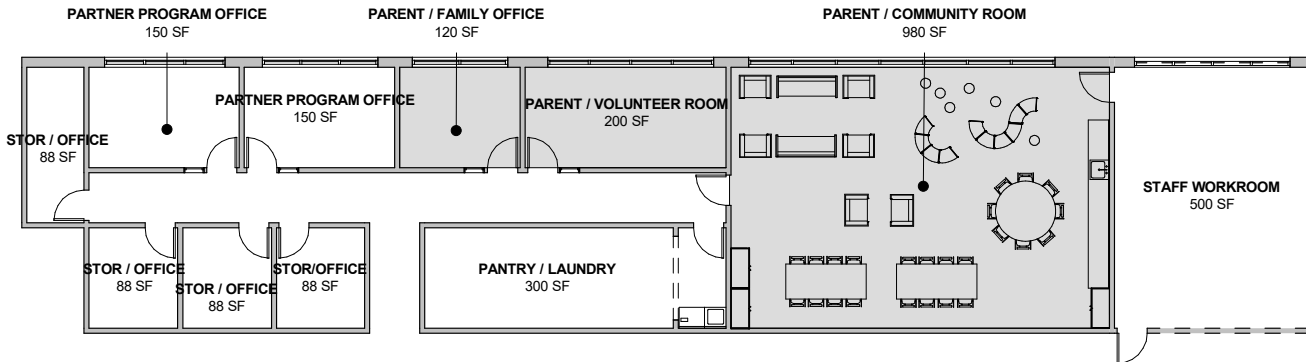 PARTNER PROGRAM OFFICE
150 SF
PARENT / FAMILY OFFICE
120 SF
PARENT / COMMUNITY ROOM
980 SF
PARTNER PROGRAM OFFICE
150 SF
PARENT / VOLUNTEER ROOM
200 SF
STOR / OFFICE
88 SF
STAFF WORKROOM
500 SF
STOR / OFFICE
88 SF
STOR / OFFICE
88 SF
STOR/OFFICE
88 SF
PANTRY / LAUNDRY
300 SF